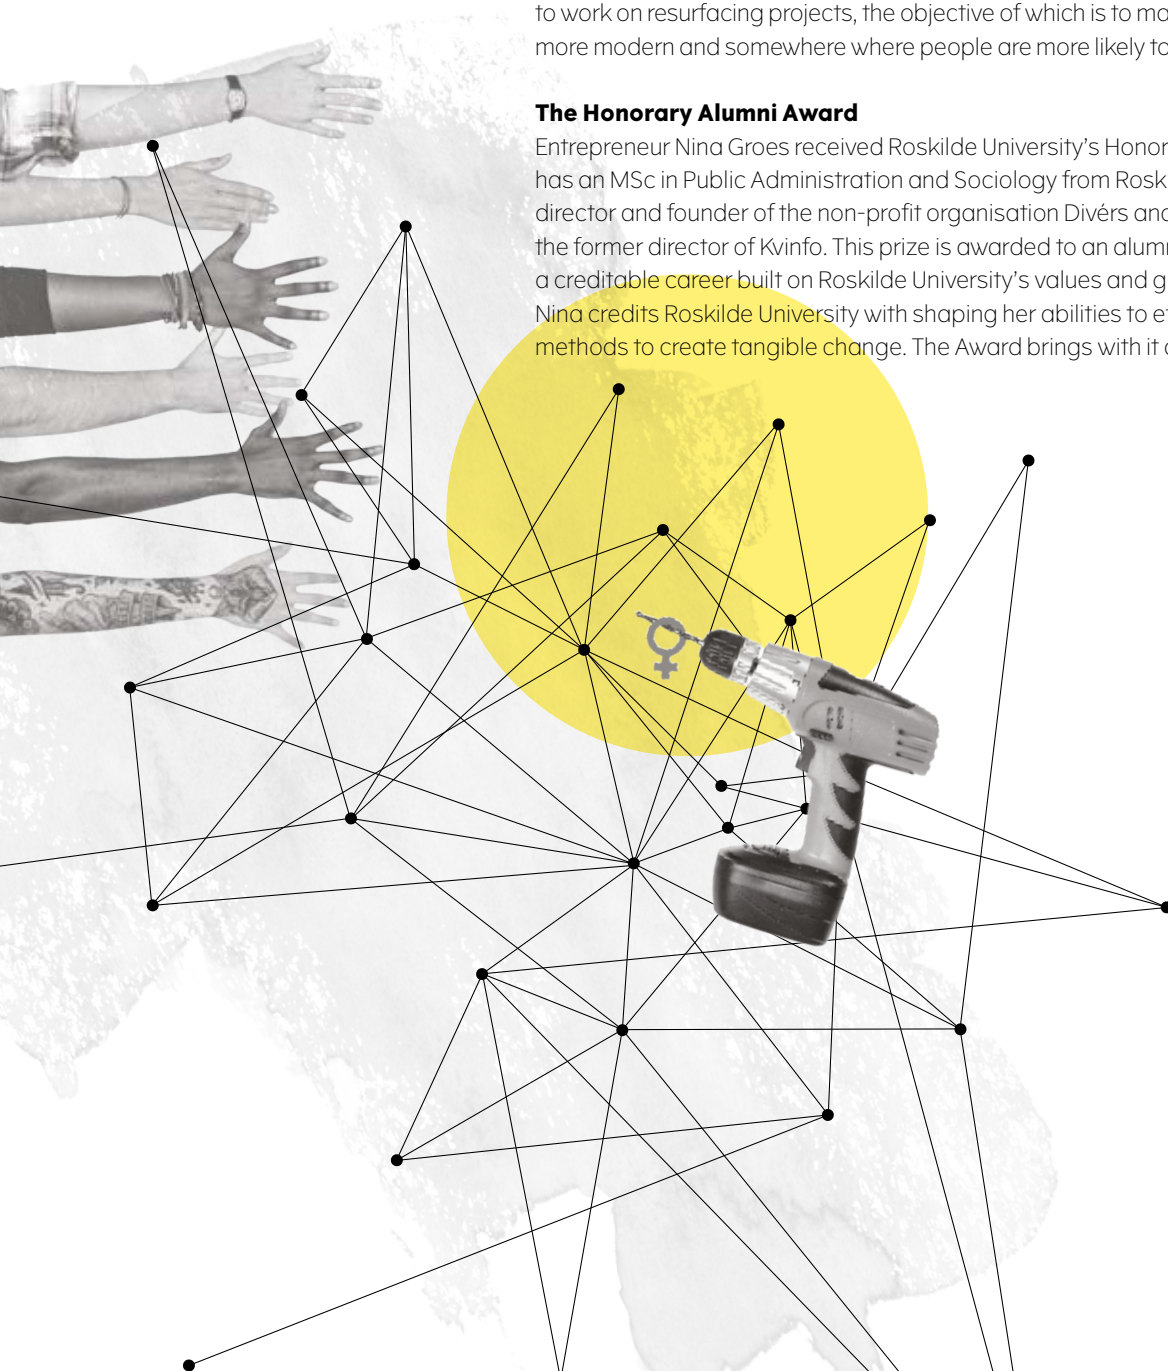 to work on resurfacing projects, the objective of which is to
more modern and somewhere where people are more likely
The Honorary Alumni Award
Entrepreneur Nina Groes received Roskilde University’s
has an MSc in Public Administration and Sociology from
director and founder of the non-profit organisation Divérs
the former director of Kvinfo. This prize is awarded to an
a creditable career built on Roskilde University’s values and
Nina credits Roskilde University with shaping her abilities to
methods to create tangible change. The Award brings with it